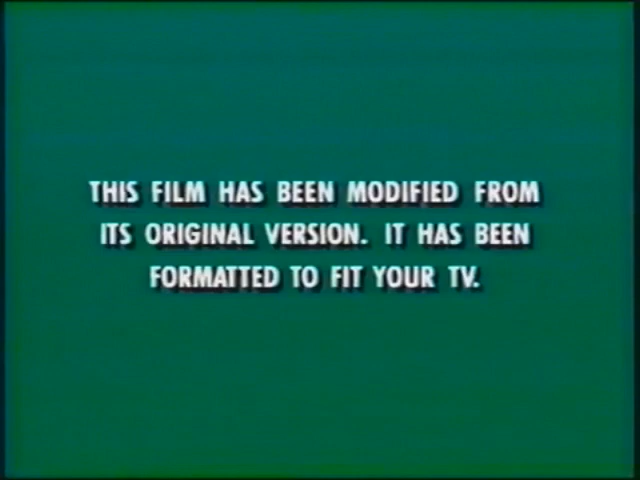 THIS FILM HAS BEEN MODIFIED FROM
ITS ORIGINAL VERSION. IT HAS BEEN
FORMATTED TO FIT YOUR TV.